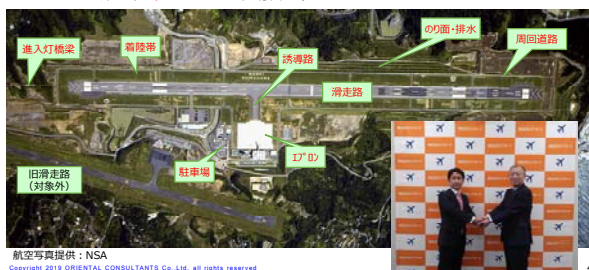 のり面・排水
周回道路
進入灯橋梁
着陸帯
誘導路
滑走路
ｴﾌﾟﾛﾝ
駐車場
旧滑走路
（対象外）
航空写真提供：NSA
Copyright 2019 ORIENTAL CONSULTANTS Co.,Ltd. all rights reserved